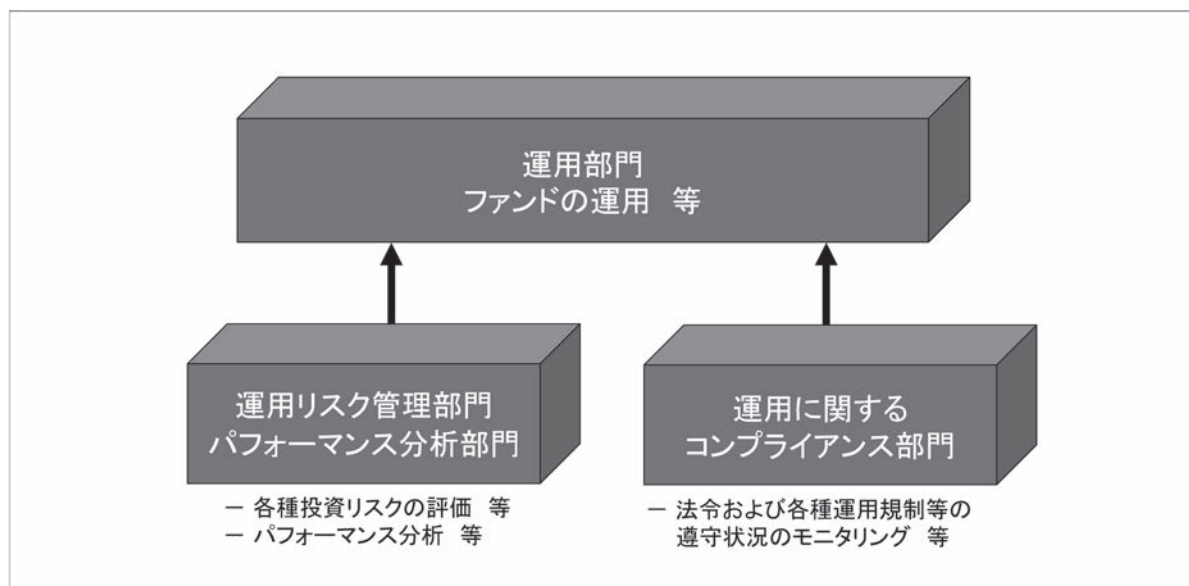 運用部門
ファンドの運用 等
運用リスク管理部門
パフォーマンス分析部門
－ 各種投資リスクの評価 等
－ パフォーマンス分析 等
運用に関する
コンプライアンス部門
－ 法令および各種運用規制等の
遵守状況のモニタリング 等